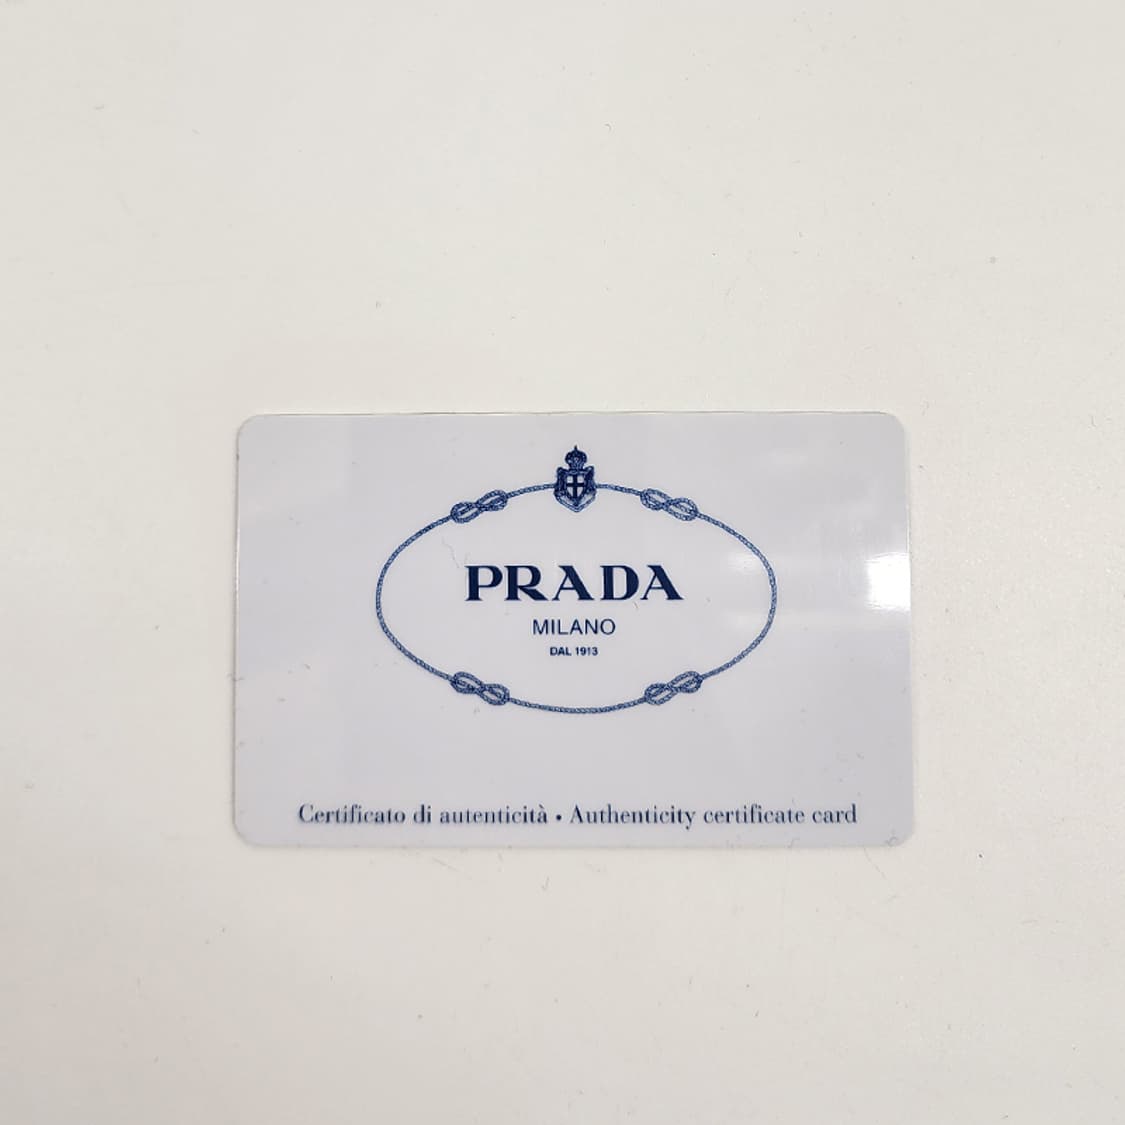 PRADA
MILANO
DAL 1913
Certificato di autenticità • Authenticity certificate card